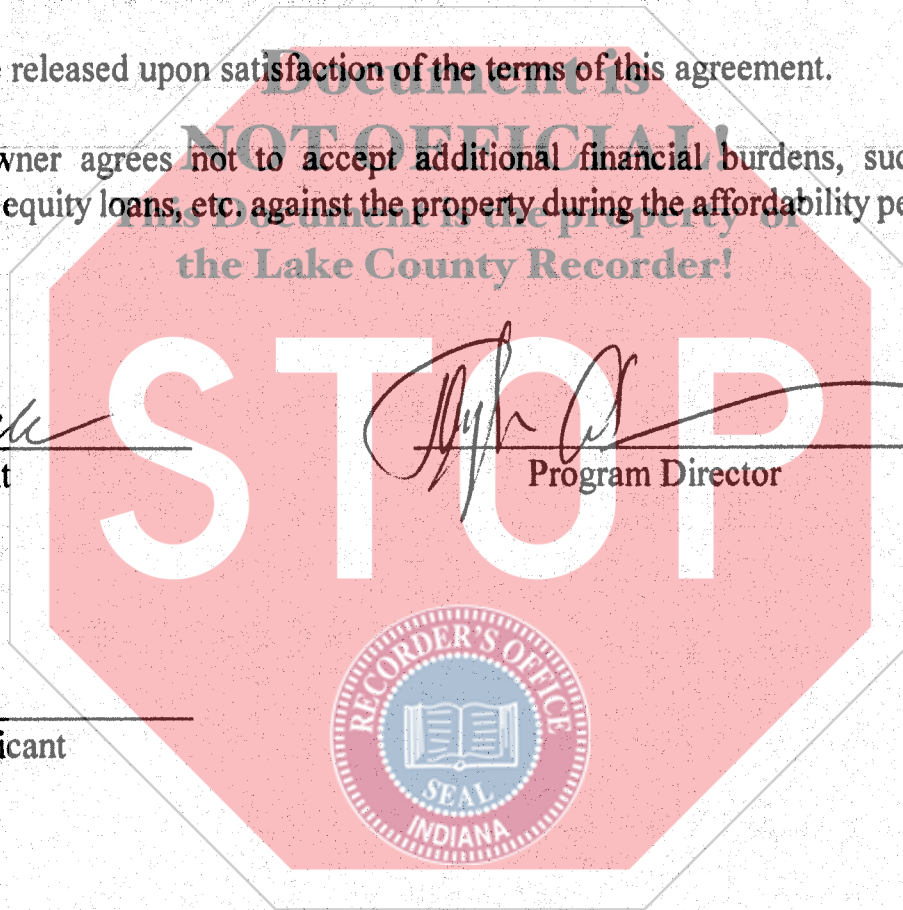 released upon satisfaction of the terms of this agreement.
Document is
NOT OFFICIAL!
wner agrees not to accept additional financial burdens, suc
equity loans, etc. against the property during the affordability pe
This Document is the property of
the Lake County Recorder!
STOP
t
Program Director
RECORDER'S OFFICE
SEAL
INDIANA
icant